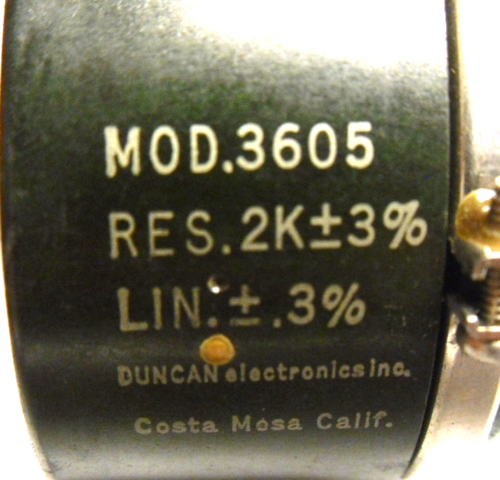 MOD.3605
RES.2K±3%
LIN.±.3%
DUNCAN electronics inc.
Costa Mesa Calif.